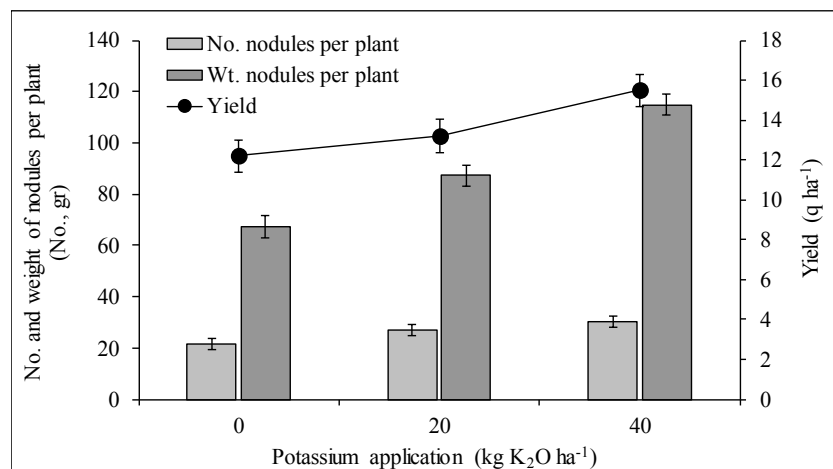 No. nodules per plant
Wt. nodules per plant
Yield
No. and weight of nodules per plant
(No., gr)
140
120
100
80
60
40
20
0
18
16
14
12
10
8
6
4
2
0
Yield (q ha⁻¹)
0 20 40
Potassium application (kg K₂O ha⁻¹)